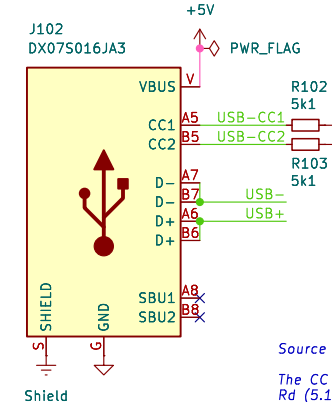 +5V
J102
DX07S016JA3
PWR_FLAG
VBUS V
R102
5k1
CC1 A5 USB-CC1
CC2 B5 USB-CC2
R103
5k1
D- A7
D- B7 USB-
D+ A6 USB+
D+ B6
SBU1 A8
SBU2 B8
SHIELD
GND
S
G
Source
Shield
The CC
Rd (5.1